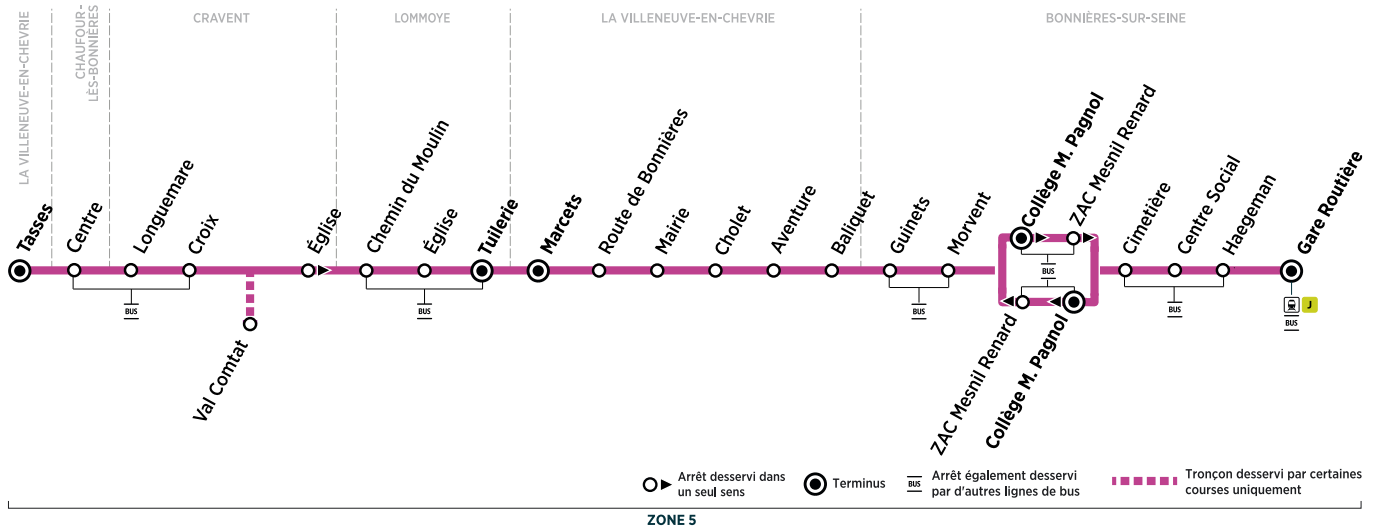 LA VILLENEUVE-EN-CHEVRIE
CHAUFOUR-
LÈS-BONNIÈRES
CRAVENT
LOMMOYE
LA VILLENEUVE-EN-CHEVRIE
BONNIÈRES-SUR-SEINE
Tasses
Centre
Longuemare
Croix
Église
Chemin du Moulin
Église
Tuilerie
Marcets
Route de Bonnières
Mairie
Cholet
Aventure
Baliquet
Guinets
Morvent
Collège M. Pagnol
ZAC Mesnil Renard
Cimetière
Centre Social
Haegeman
Gare Routière
BUS
BUS
BUS
BUS
BUS
BUS
J
BUS
Val Comtat
ZAC Mesnil Renard
Collège M. Pagnol
Arrêt desservi dans
un seul sens
Terminus
BUS
Arrêt également desservi
par d'autres lignes de bus
Tronçon desservi par certaines
courses uniquement
ZONE 5